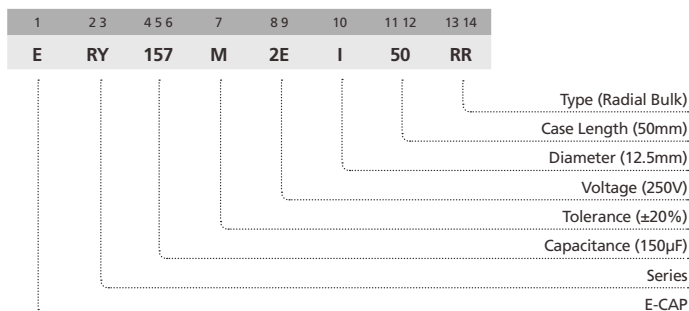 1 2 3 4 5 6 7 8 9 10 11 12 13 14
E RY 157 M 2E I 50 RR
Type (Radial Bulk)
Case Length (50mm)
Diameter (12.5mm)
Voltage (250V)
Tolerance (±20%)
Capacitance (150μF)
Series
E-CAP